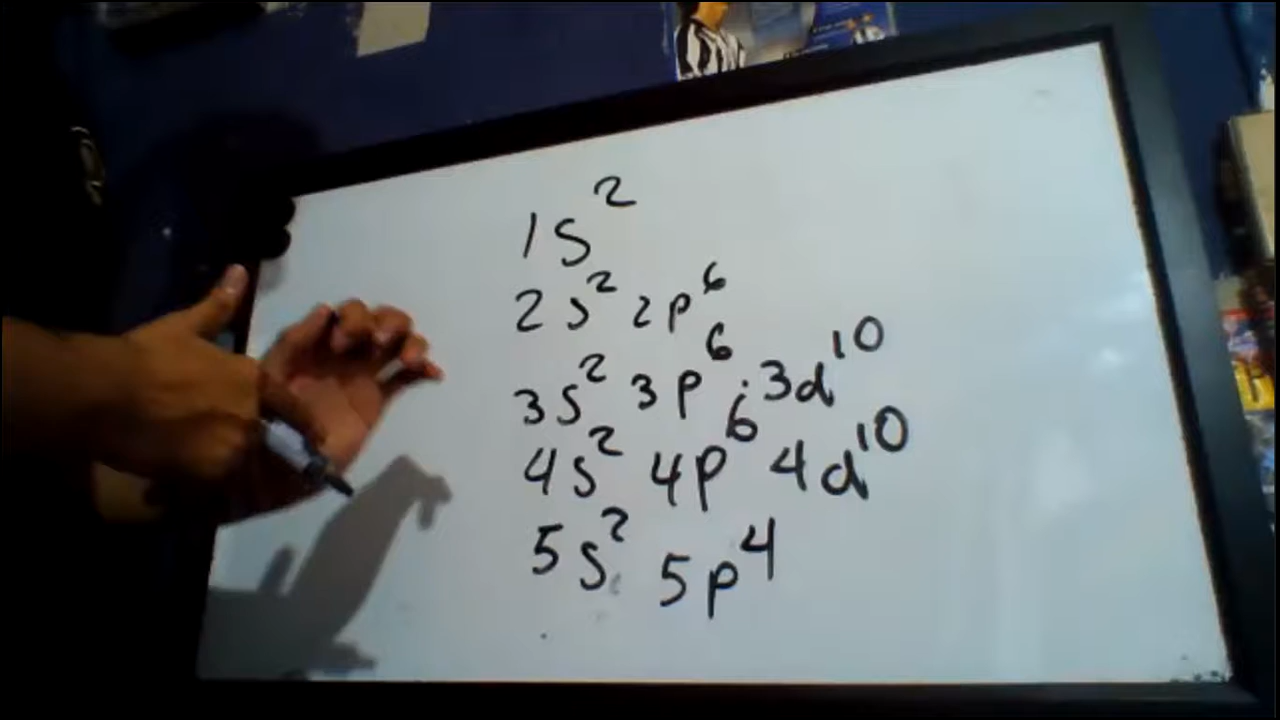 1s²
2s² 2p⁶
3s² 3p⁶ 3d¹⁰
4s² 4p⁶ 4d¹⁰
5s² 5p⁴